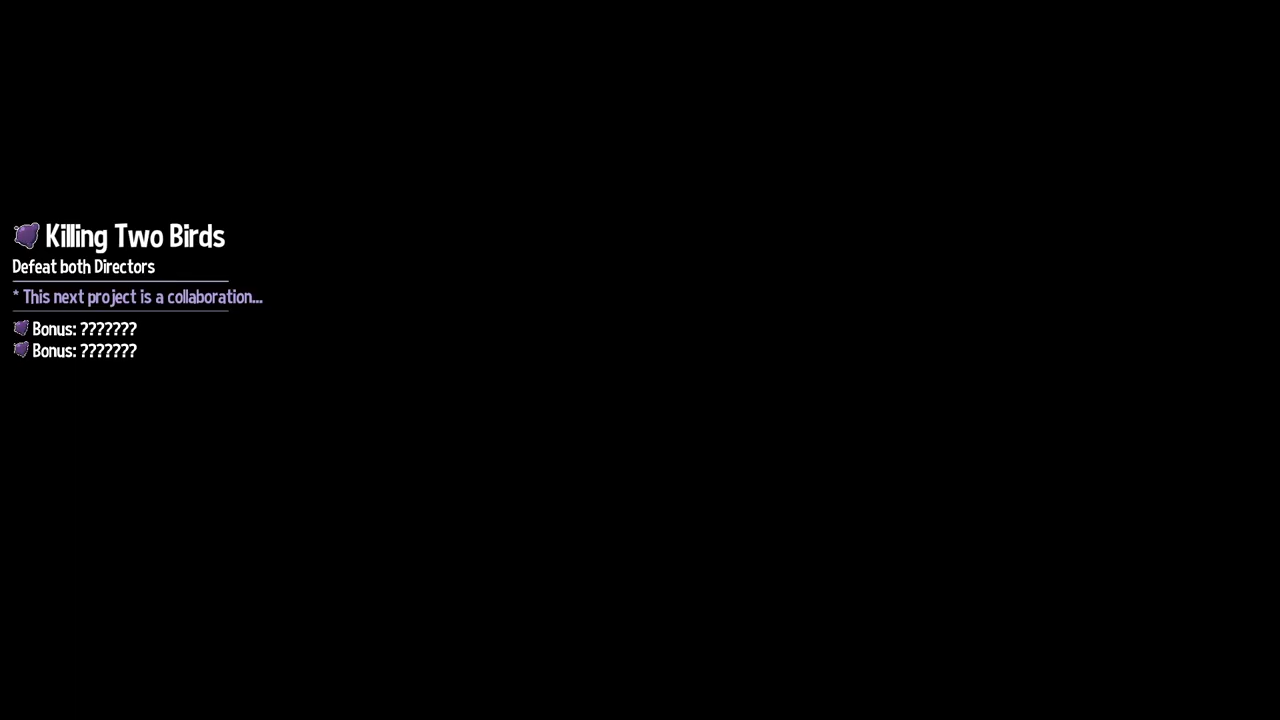 Killing Two Birds
Defeat both Directors
* This next project is a collaboration...
Bonus: ???????
Bonus: ???????